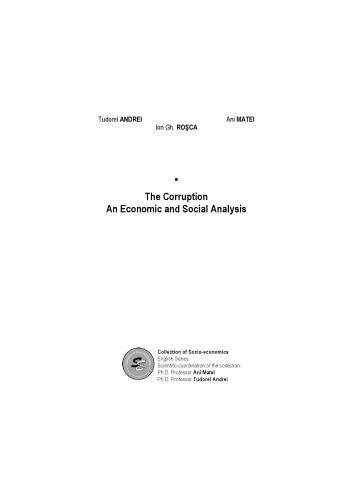 Tudorel ANDREI Ani MATEI
Ion Gh. ROŞCA
The Corruption
An Economic and Social Analysis
Collection of Socio-economics
English Series
Scientific coordination of the collection:
Ph.D. Professor Ani Matei
Ph.D. Professor Tudorel Andrei